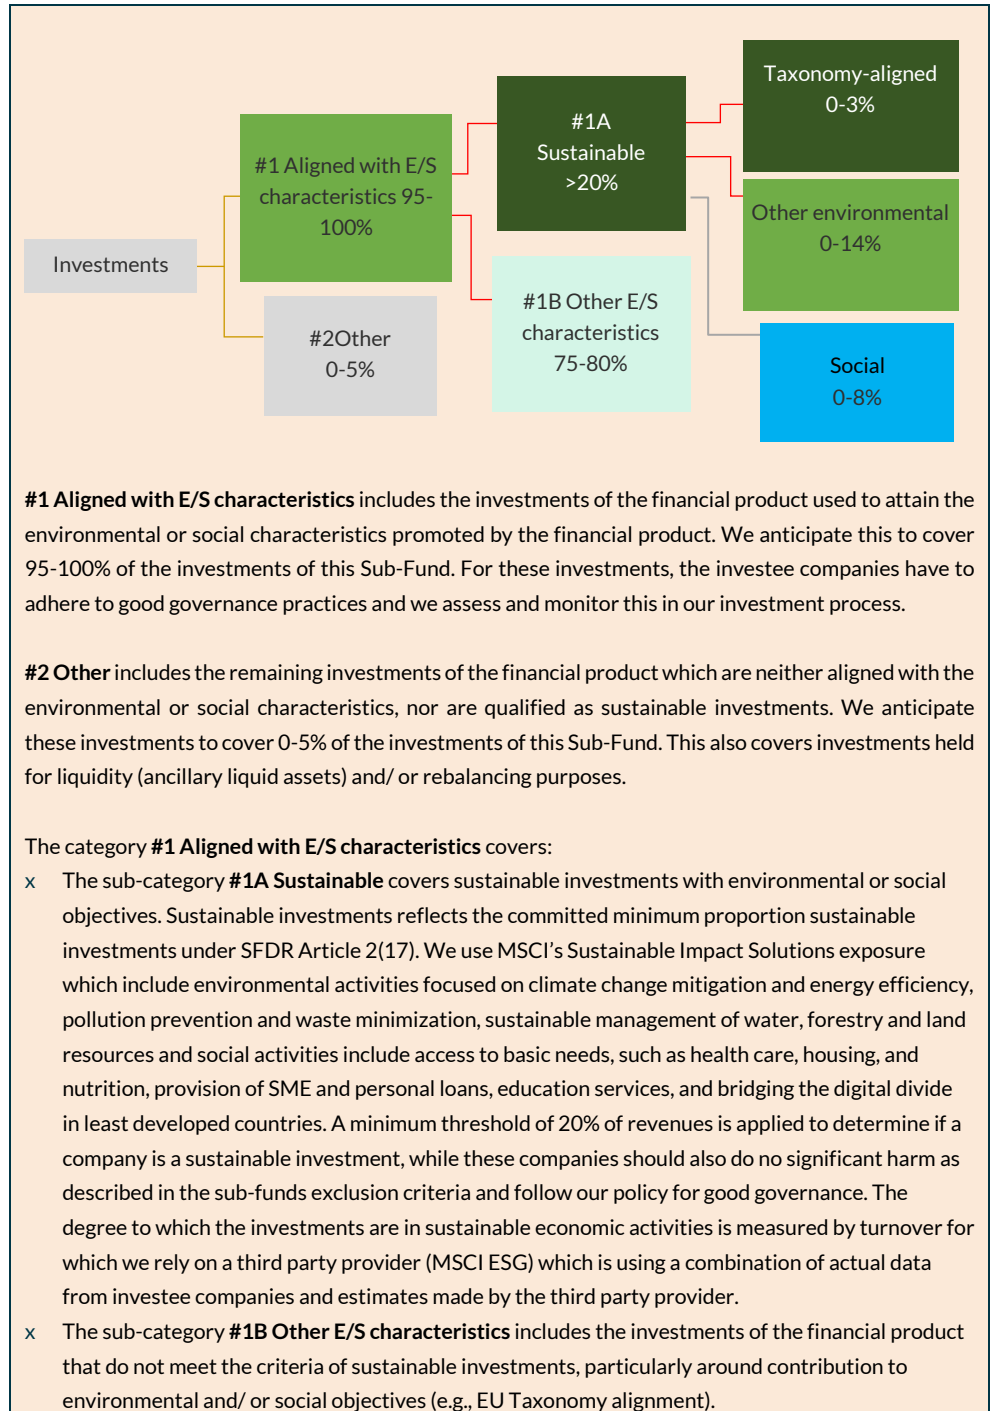 Investments
#1 Aligned with E/S
characteristics 95-
100%
#2Other
0-5%
#1A
Sustainable
>20%
#1B Other E/S
characteristics
75-80%
Taxonomy-aligned
0-3%
Other environmental
0-14%
Social
0-8%
#1 Aligned with E/S characteristics includes the investments of the financial product used to attain the
environmental or social characteristics promoted by the financial product. We anticipate this to cover
95-100% of the investments of this Sub-Fund. For these investments, the investee companies have to
adhere to good governance practices and we assess and monitor this in our investment process.
#2 Other includes the remaining investments of the financial product which are neither aligned with the
environmental or social characteristics, nor are qualified as sustainable investments. We anticipate
these investments to cover 0-5% of the investments of this Sub-Fund. This also covers investments held
for liquidity (ancillary liquid assets) and/ or rebalancing purposes.
The category #1 Aligned with E/S characteristics covers:
x The sub-category #1A Sustainable covers sustainable investments with environmental or social
objectives. Sustainable investments reflects the committed minimum proportion sustainable
investments under SFDR Article 2(17). We use MSCI’s Sustainable Impact Solutions exposure
which include environmental activities focused on climate change mitigation and energy efficiency,
pollution prevention and waste minimization, sustainable management of water, forestry and land
resources and social activities include access to basic needs, such as health care, housing, and
nutrition, provision of SME and personal loans, education services, and bridging the digital divide
in least developed countries. A minimum threshold of 20% of revenues is applied to determine if a
company is a sustainable investment, while these companies should also do no significant harm as
described in the sub-funds exclusion criteria and follow our policy for good governance. The
degree to which the investments are in sustainable economic activities is measured by turnover for
which we rely on a third party provider (MSCI ESG) which is using a combination of actual data
from investee companies and estimates made by the third party provider.
x The sub-category #1B Other E/S characteristics includes the investments of the financial product
that do not meet the criteria of sustainable investments, particularly around contribution to
environmental and/ or social objectives (e.g., EU Taxonomy alignment).